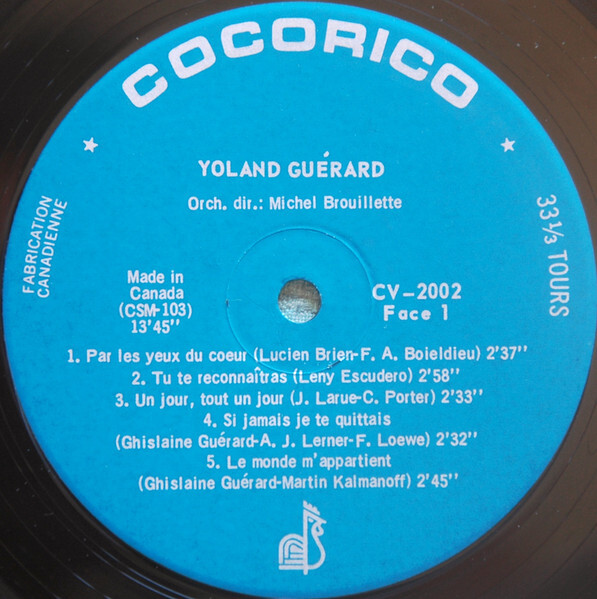 COCORICO
YOLAND GUÉRARD
Orch. dir.: Michel Brouillette
FABRICATION
CANADIENNE
33⅓ TOURS
Made in
Canada
(CSM-103)
13'45''
CV-2002
Face 1
1. Par les yeux du coeur (Lucien Brien-F. A. Boieldieu) 2'37''
2. Tu te reconnaîtras (Leny Escudero) 2'58''
3. Un jour, tout un jour (J. Larue-C. Porter) 2'33''
4. Si jamais je te quittais
(Ghislaine Guérard-A. J. Lerner-F. Loewe) 2'32''
5. Le monde m'appartient
(Ghislaine Guérard-Martin Kalmanoff) 2'45''